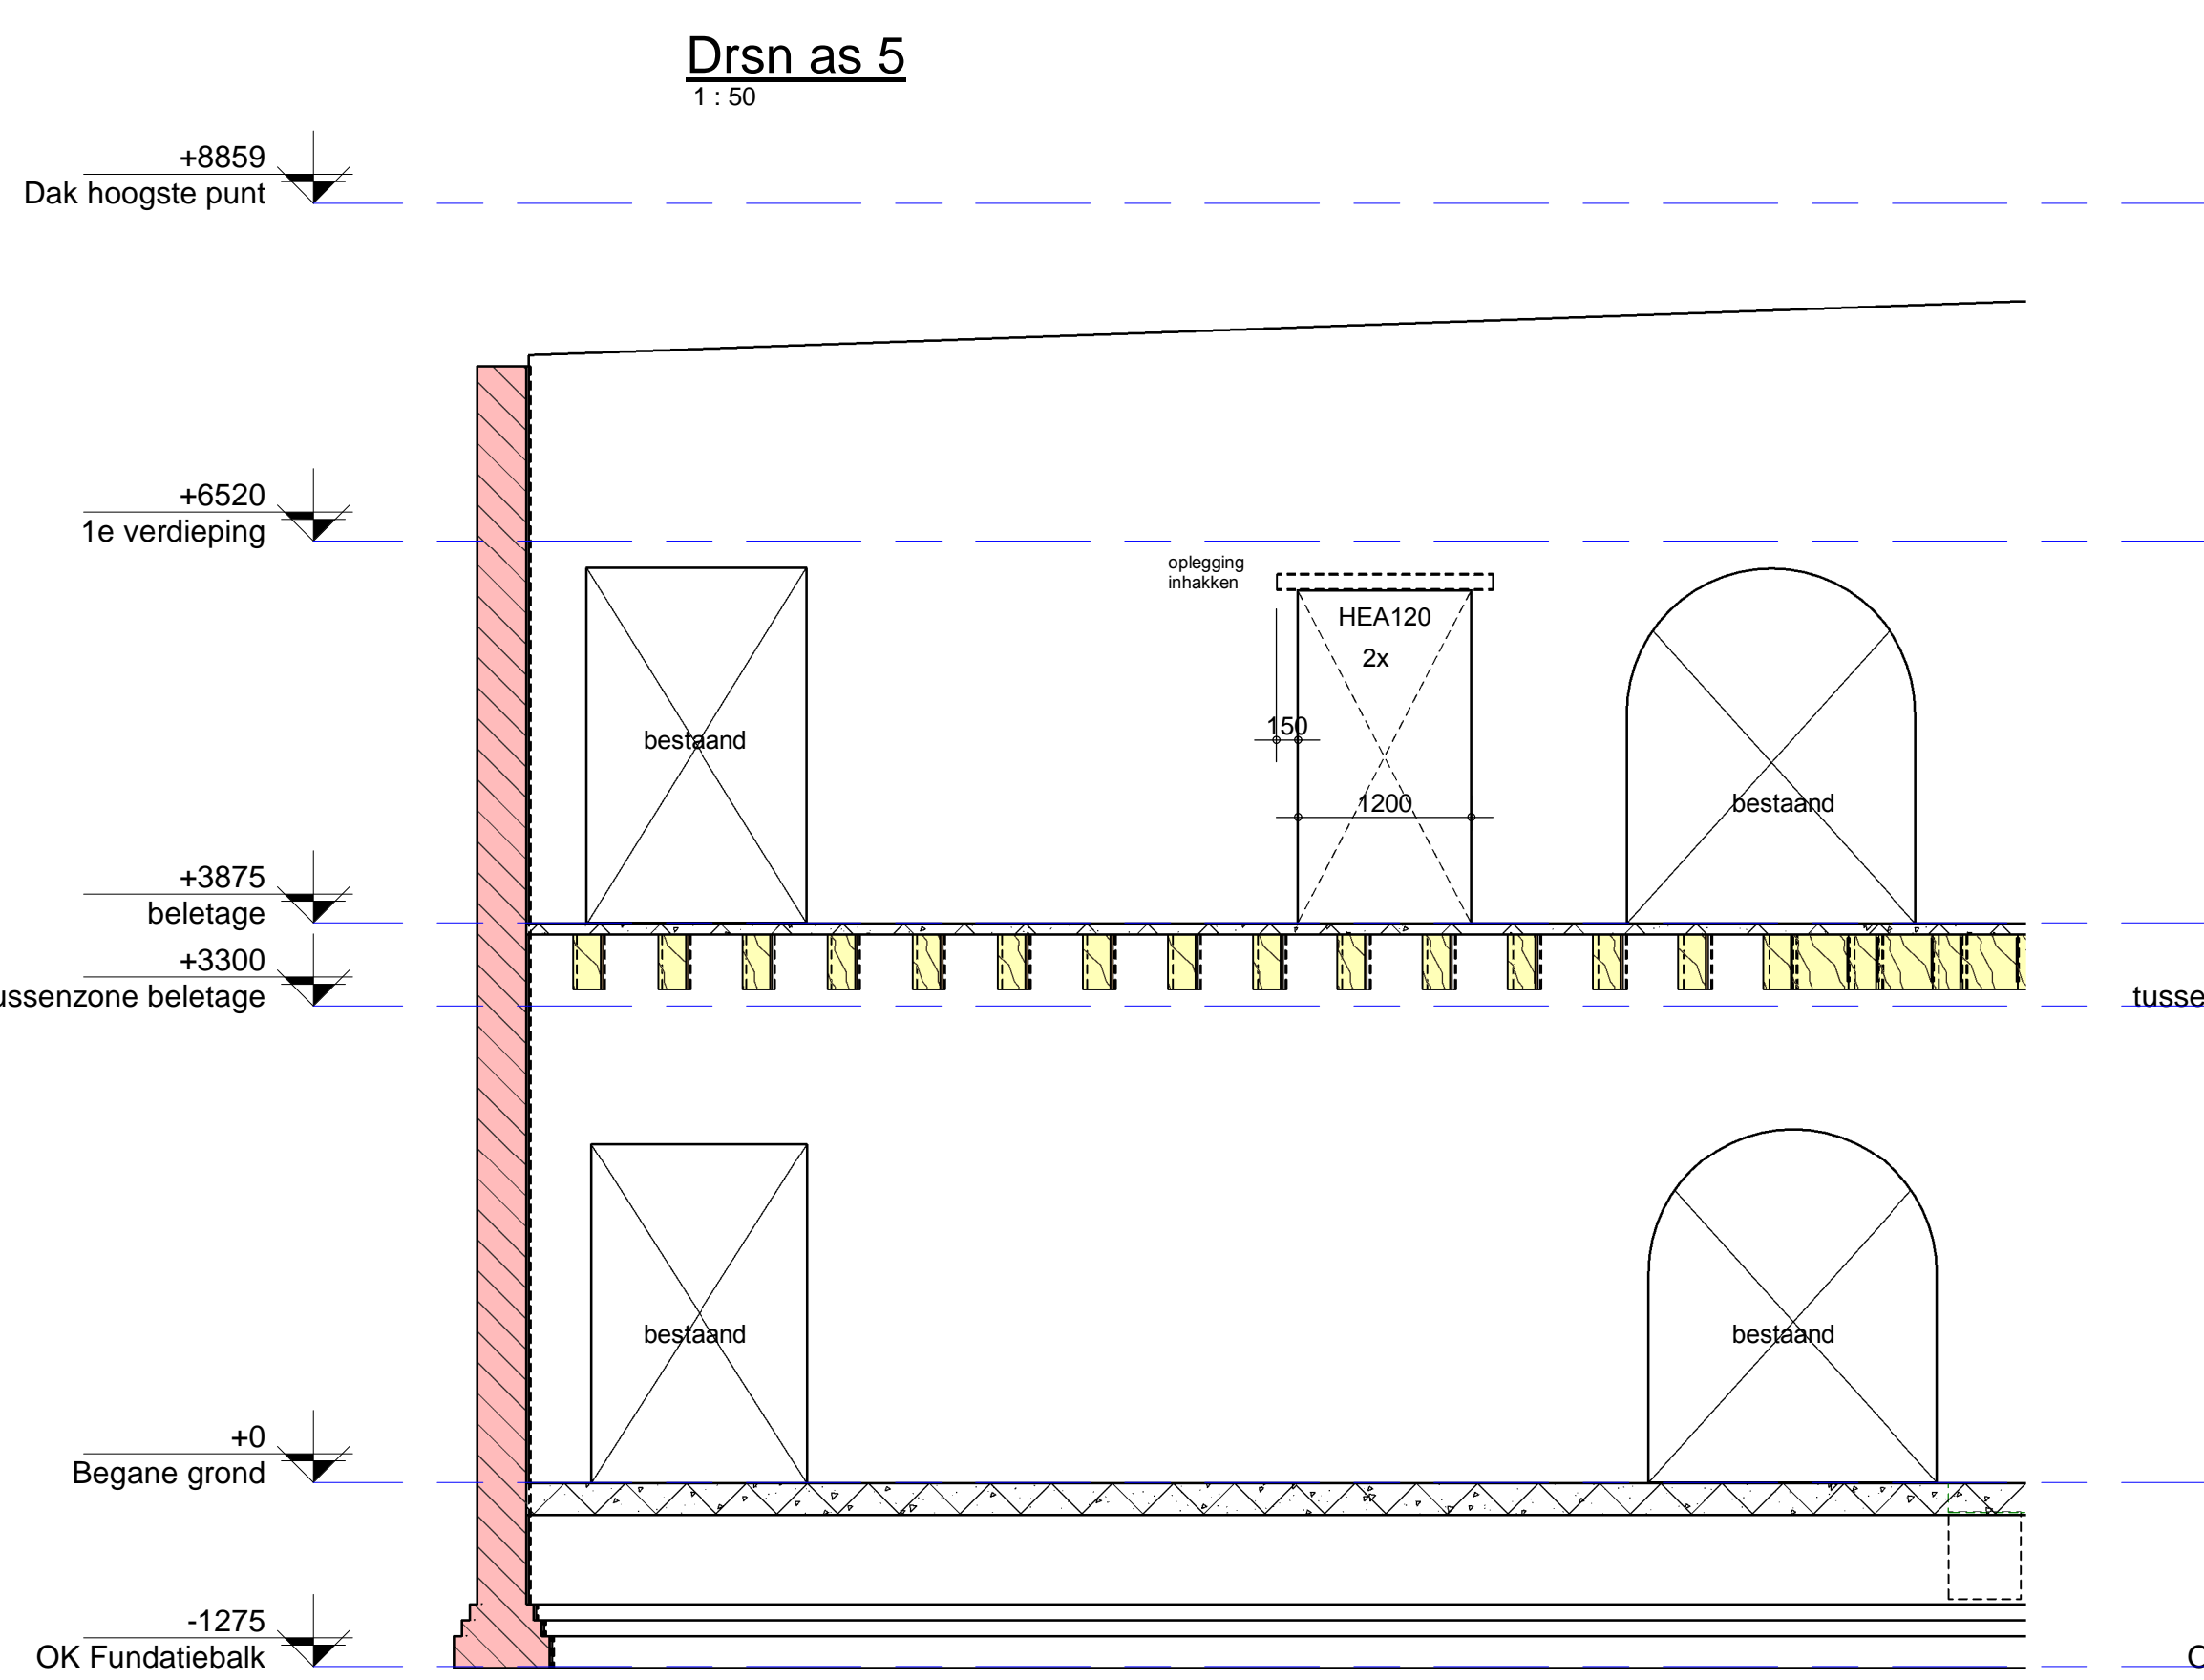 Drsn as 5
1 : 50
+8859
Dak hoogste punt
+6520
1e verdieping
oplegging
inhakken
HEA120
2x
150
bestaand
1200
bestaand
+3875
beletage
+3300
ussenzone beletage
tusse
bestaand
bestaand
+0
Begane grond
-1275
OK Fundatiebalk
O